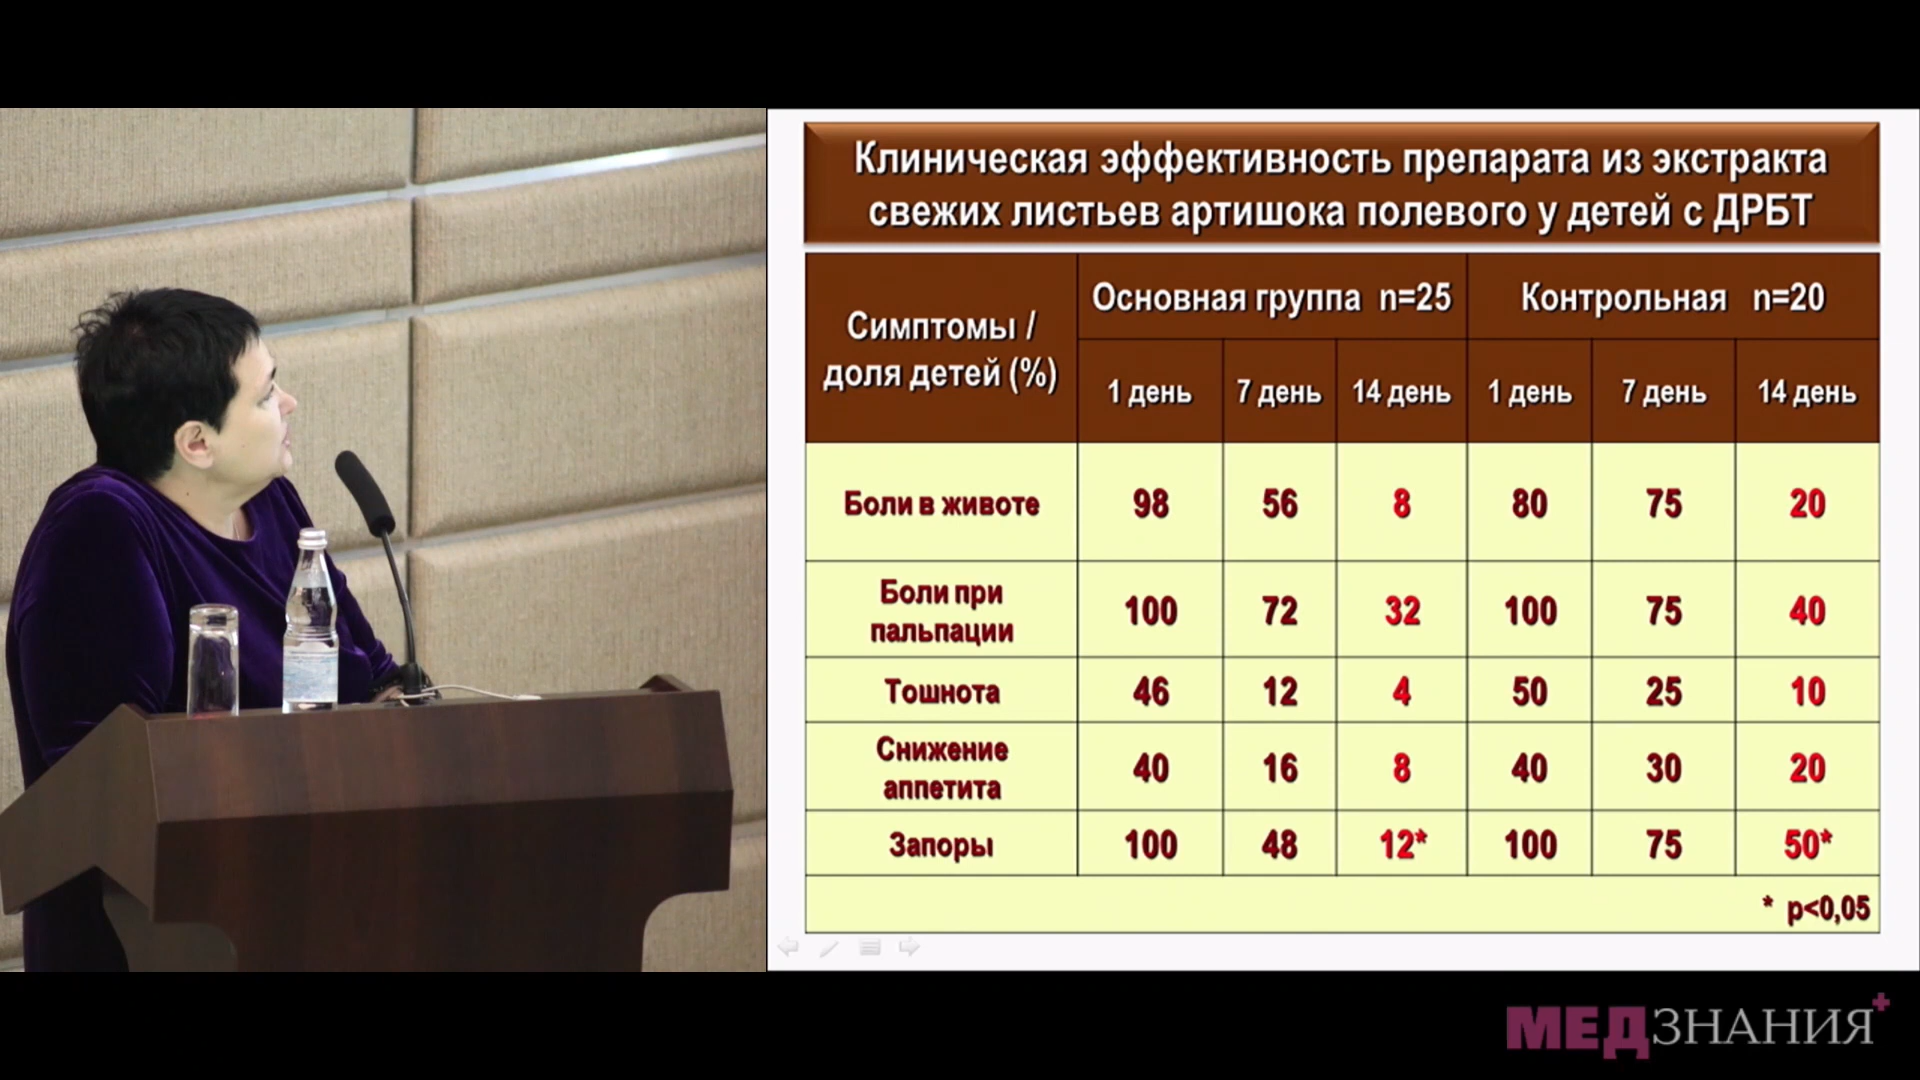 Клиническая эффективность препарата из экстракта
свежих листьев артишока полевого у детей с ДРБТ
Симптомы /
доля детей (%)
Основная группа n=25
Контрольная n=20
1 день
7 день
14 день
1 день
7 день
14 день
Боли в животе
98
56
8
80
75
20
Боли при
пальпации
100
72
32
100
75
40
Тошнота
46
12
4
50
25
10
Снижение
аппетита
40
16
8
40
30
20
Запоры
100
48
12*
100
75
50*
* p<0,05
МЕДЗНАНИЯ+